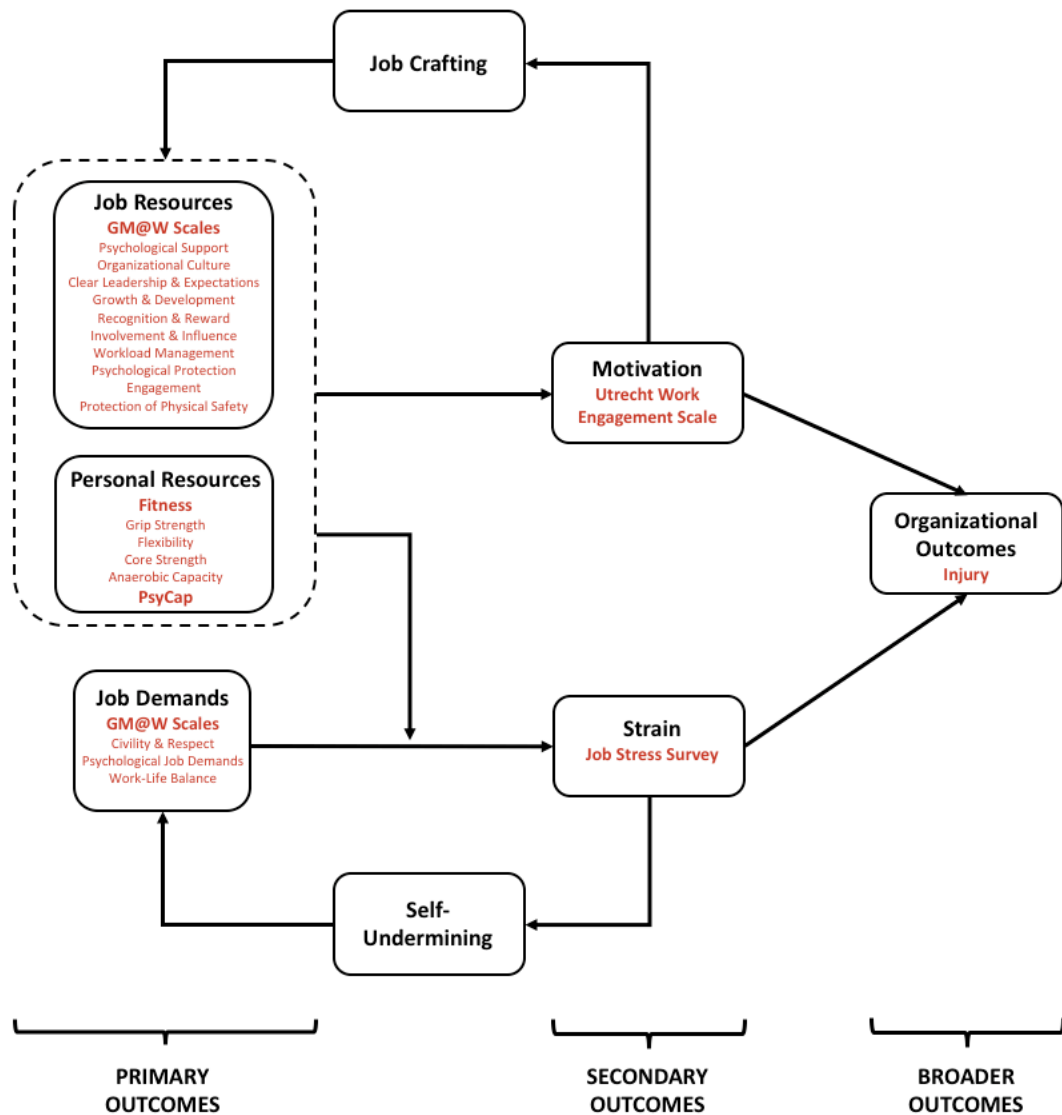 Job Crafting
Job Resources
GM@W Scales
Psychological Support
Organizational Culture
Clear Leadership & Expectations
Growth & Development
Recognition & Reward
Involvement & Influence
Workload Management
Psychological Protection
Engagement
Protection of Physical Safety
Motivation
Utrecht Work
Engagement Scale
Personal Resources
Fitness
Grip Strength
Flexibility
Core Strength
Anaerobic Capacity
PsyCap
Organizational
Outcomes
Injury
Job Demands
GM@W Scales
Civility & Respect
Psychological Job Demands
Work-Life Balance
Strain
Job Stress Survey
Self-
Undermining
PRIMARY
OUTCOMES
SECONDARY
OUTCOMES
BROADER
OUTCOMES